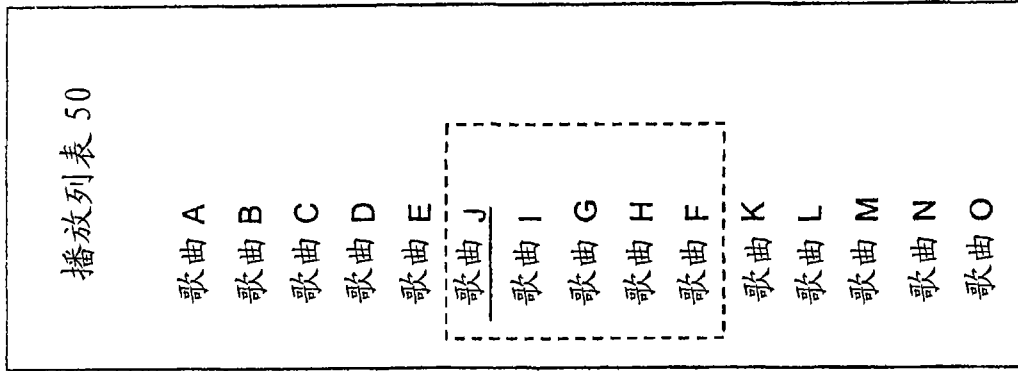 播放列表 50
歌曲 A
歌曲 B
歌曲 C
歌曲 D
歌曲 E
歌曲 J
歌曲 I
歌曲 G
歌曲 H
歌曲 F
歌曲 K
歌曲 L
歌曲 M
歌曲 N
歌曲 O